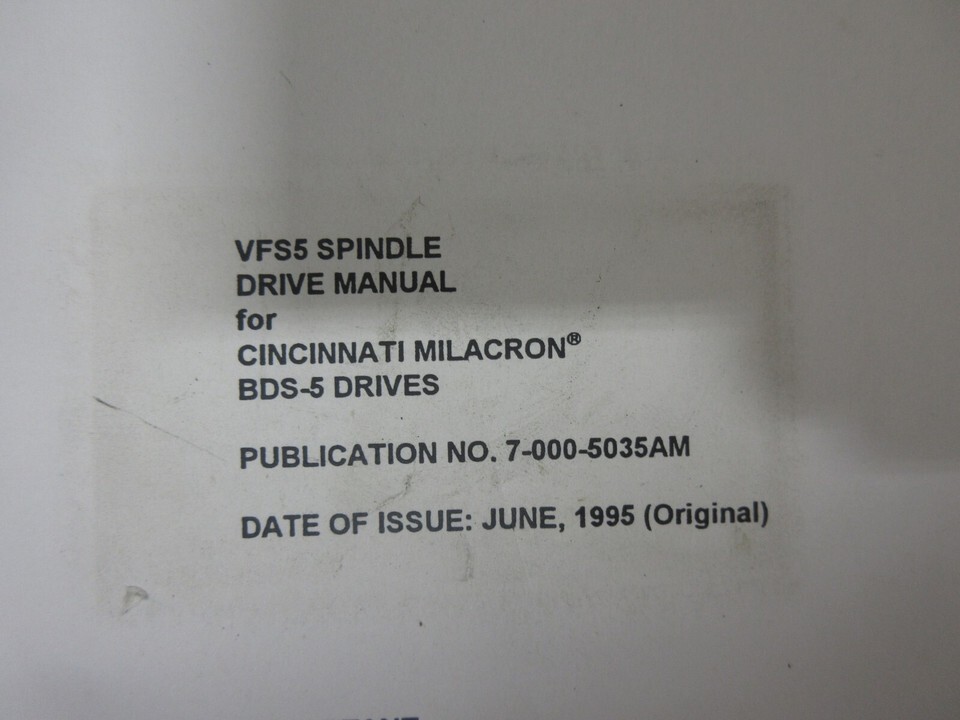 VFS5 SPINDLE
DRIVE MANUAL
for
CINCINNATI MILACRON®
BDS-5 DRIVES
PUBLICATION NO. 7-000-5035AM
DATE OF ISSUE: JUNE, 1995 (Original)